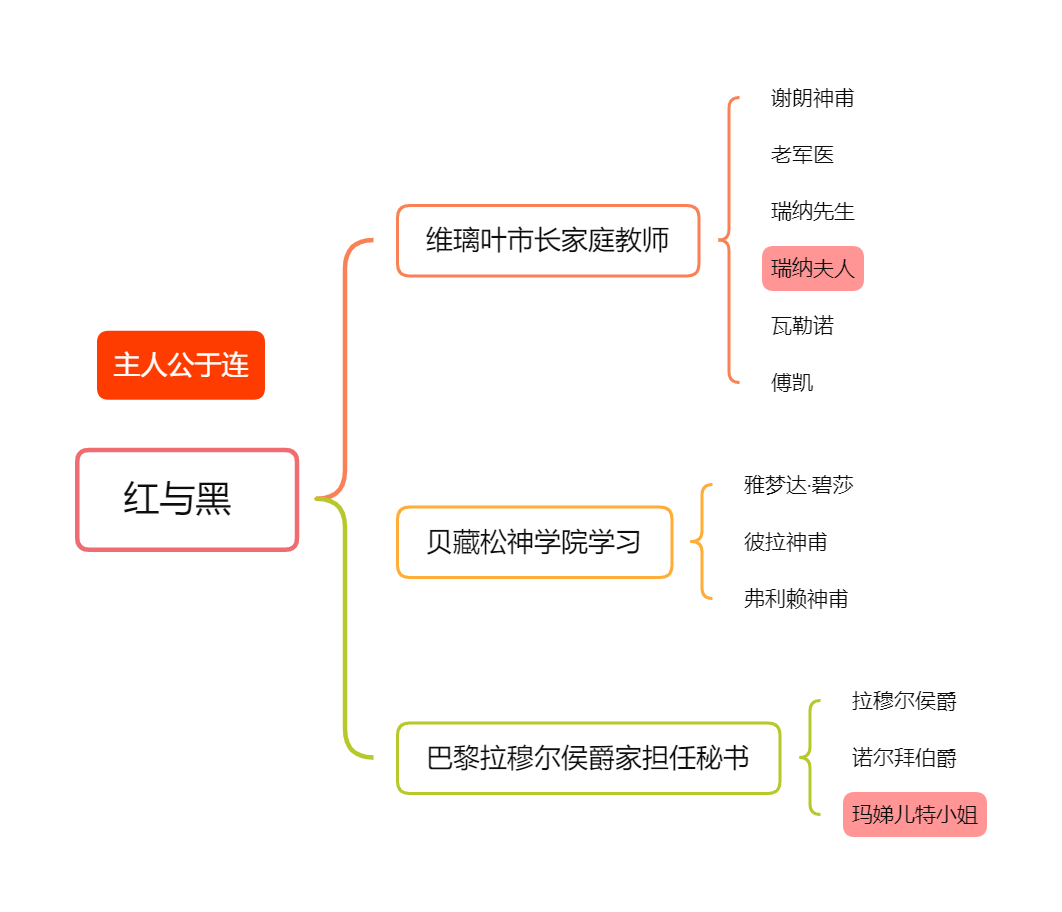 主人公于连
红与黑
维璃叶市长家庭教师
谢朗神甫
老军医
瑞纳先生
瑞纳夫人
瓦勒诺
傅凯
贝藏松神学院学习
雅梦达·碧莎
彼拉神甫
弗利赖神甫
巴黎拉穆尔侯爵家担任秘书
拉穆尔侯爵
诺尔拜伯爵
玛娣儿特小姐